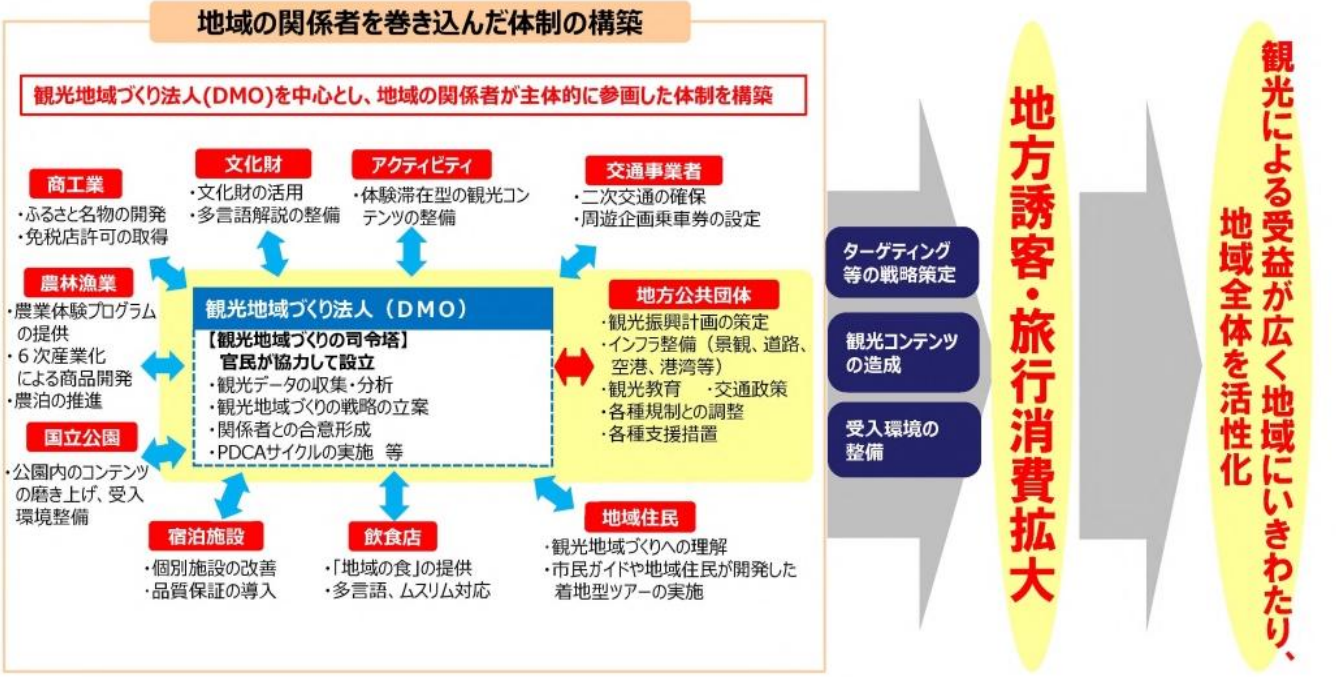 地域の関係者を巻き込んだ体制の構築
観光地域づくり法人(DMO)を中心とし、地域の関係者が主体的に参画した体制を構築
商工業
・ふるさと名物の開発
・免税店許可の取得
文化財
・文化財の活用
・多言語解説の整備
アクティビティ
・体験滞在型の観光コン
テンツの整備
交通事業者
・二次交通の確保
・周遊企画乗車券の設定
農林漁業
・農業体験プログラム
の提供
・6次産業化
による商品開発
・農泊の推進
観光地域づくり法人（DMO）
【観光地域づくりの司令塔】
官民が協力して設立
・観光データの収集・分析
・観光地域づくりの戦略の立案
・関係者との合意形成
・PDCAサイクルの実施 等
地方公共団体
・観光振興計画の策定
・インフラ整備（景観、道路、
空港、港湾等）
・観光教育 ・交通政策
・各種規制との調整
・各種支援措置
国立公園
・公園内のコンテンツ
の磨き上げ、受入
環境整備
宿泊施設
・個別施設の改善
・品質保証の導入
飲食店
・「地域の食」の提供
・多言語、ムスリム対応
地域住民
・観光地域づくりへの理解
・市民ガイドや地域住民が開発した
着地型ツアーの実施
ターゲティング
等の戦略策定
観光コンテンツ
の造成
受入環境の
整備
地方誘客・旅行消費拡大
観光による受益が広く地域にいきわたり、
地域全体を活性化